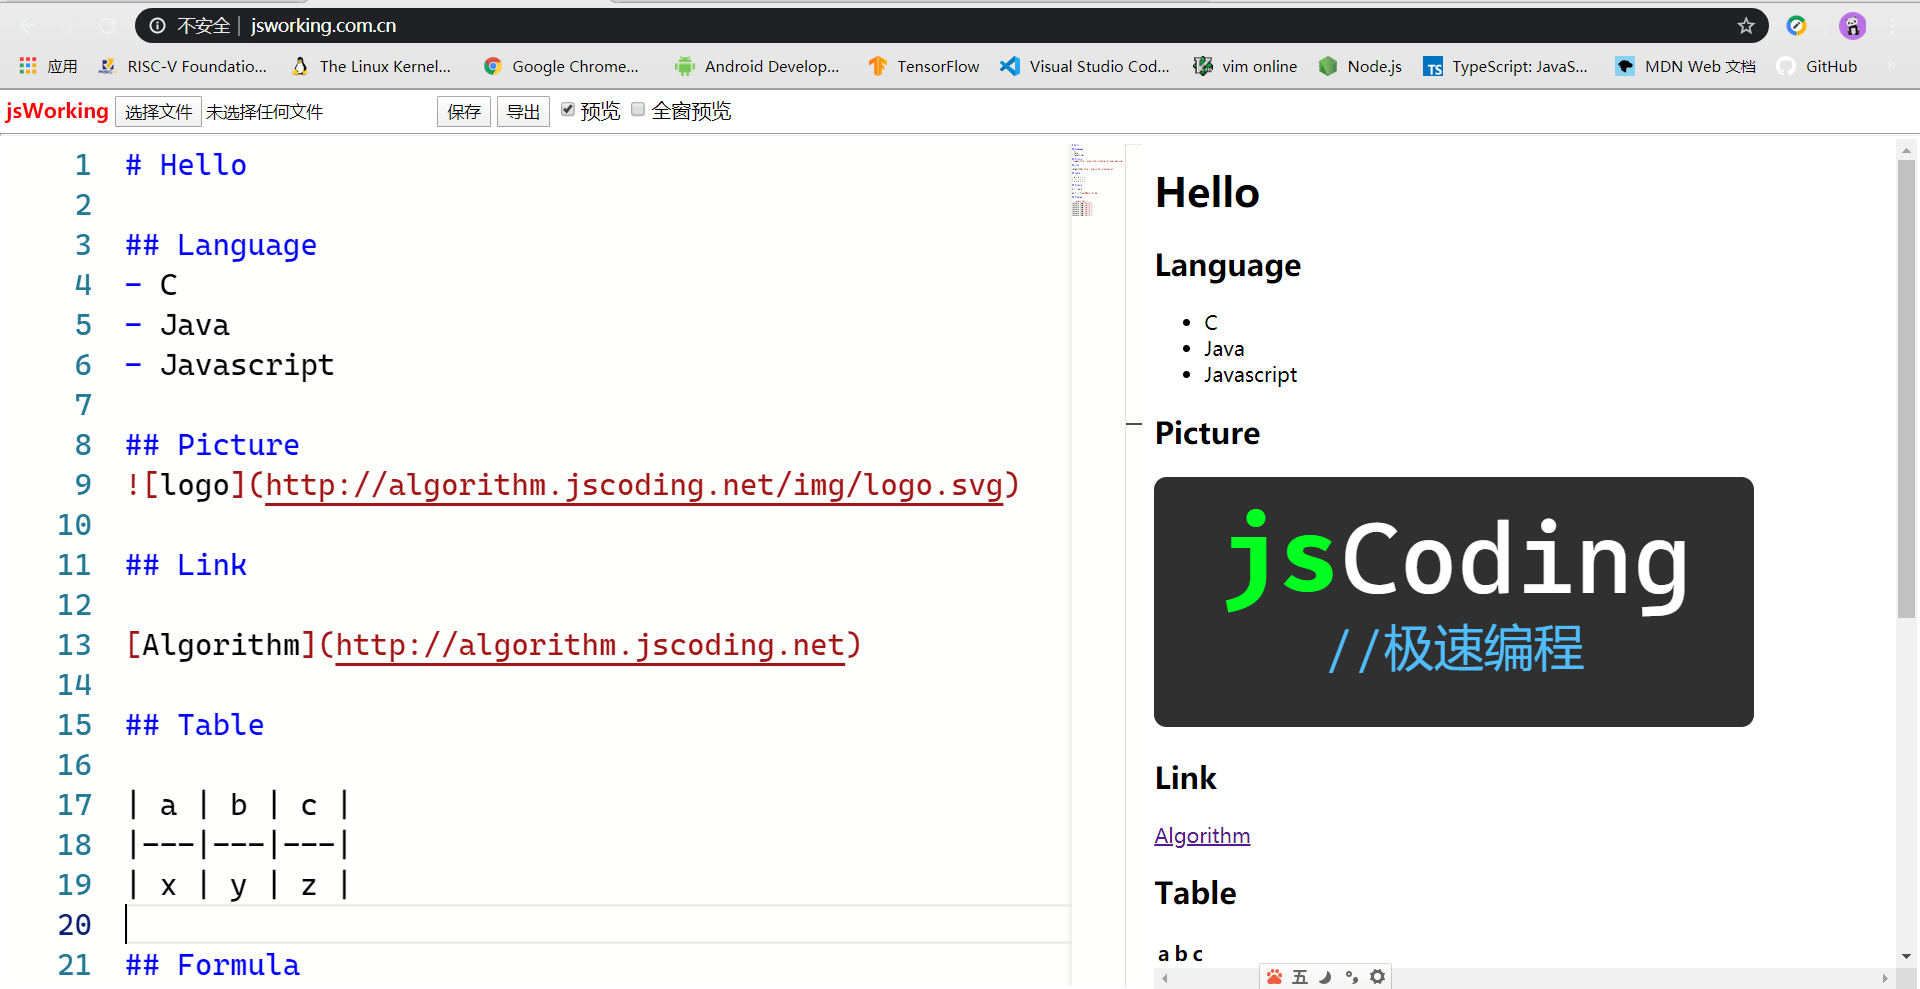 不安全 | jsworking.com.cn
应用 RISC-V Foundatio... The Linux Kernel... Google Chrome... Android Develop... TensorFlow Visual Studio Cod... vim online Node.js TypeScript: JavaS... MDN Web 文档 GitHub
jsWorking 选择文件 未选择任何文件 保存 导出 预览 全窗预览
1 # Hello
2
3 ## Language
4 - C
5 - Java
6 - Javascript
7
8 ## Picture
9 ![logo](http://algorithm.jscoding.net/img/logo.svg)
10
11 ## Link
12
13 [Algorithm](http://algorithm.jscoding.net)
14
15 ## Table
16
17 | a | b | c |
18 |---|---|---|
19 | x | y | z |
20
21 ## Formula
Hello
Language
• C
• Java
• Javascript
Picture
jsCoding
//极速编程
Link
Algorithm
Table
a b c
五